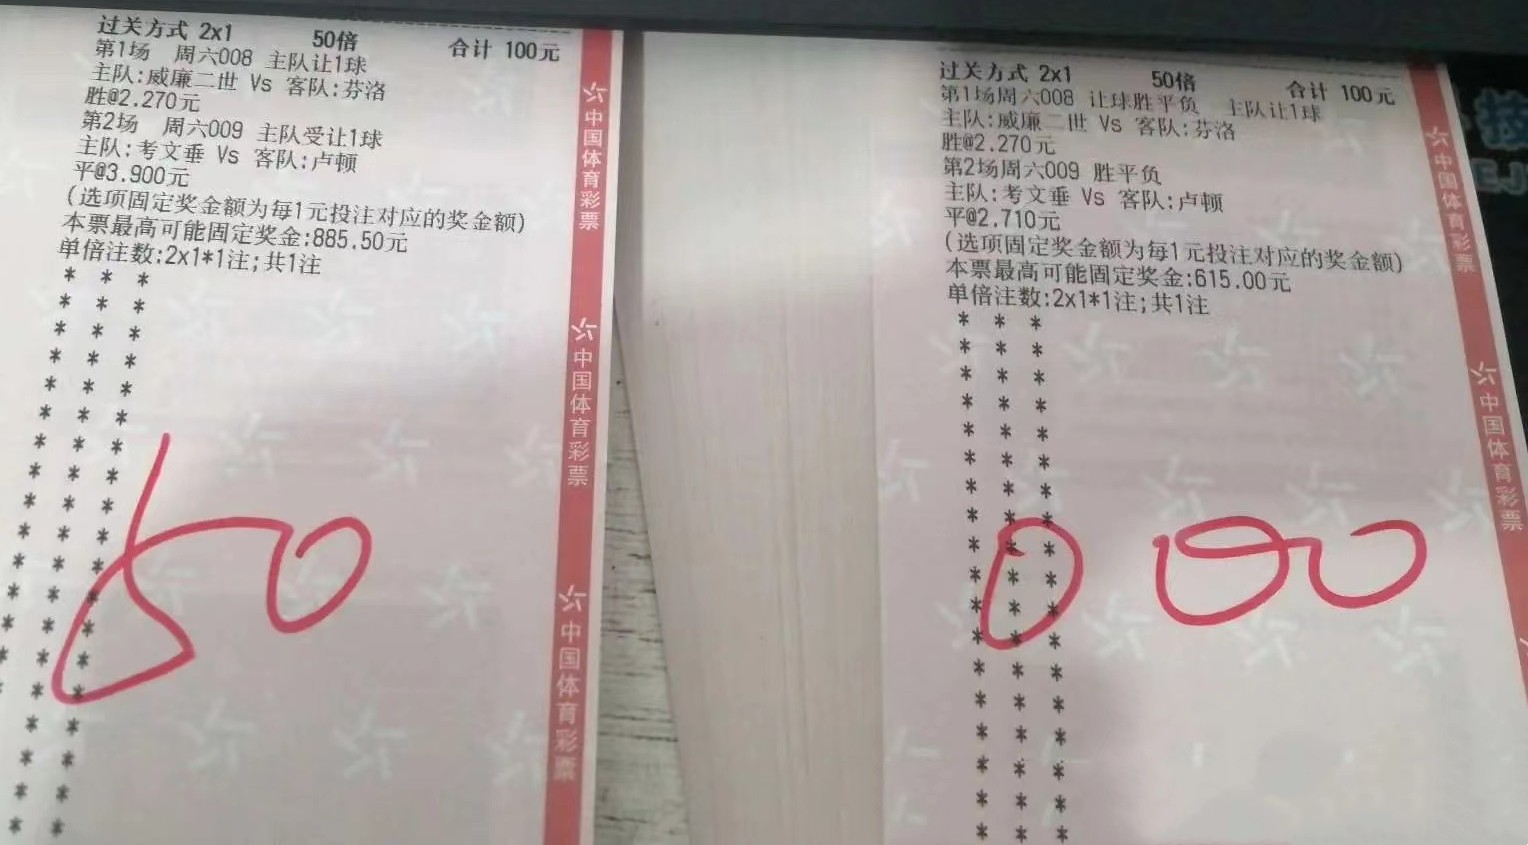 过关方式 2x1 50倍 合计 100元
第1场 周六008 主队让1球
主队:威廉二世 Vs 客队:芬洛
胜@2.270元
第2场 周六009 主队受让1球
主队:考文垂 Vs 客队:卢顿
平@3.900元
(选项固定奖金额为每1元投注对应的奖金额)
本票最高可能固定奖金:885.50元
单倍注数:2x1*1注;共1注
中国体育彩票
中国体育彩票
中国体育彩票
过关方式 2x1 50倍 合计 100元
第1场周六008 让球胜平负 主队让1球
主队:威廉二世 Vs 客队:芬洛
胜@2.270元
第2场周六009 胜平负
主队:考文垂 Vs 客队:卢顿
平@2.710元
(选项固定奖金额为每1元投注对应的奖金额)
本票最高可能固定奖金:615.00元
单倍注数:2x1*1注;共1注
中国体育彩票
中国体育彩票
技